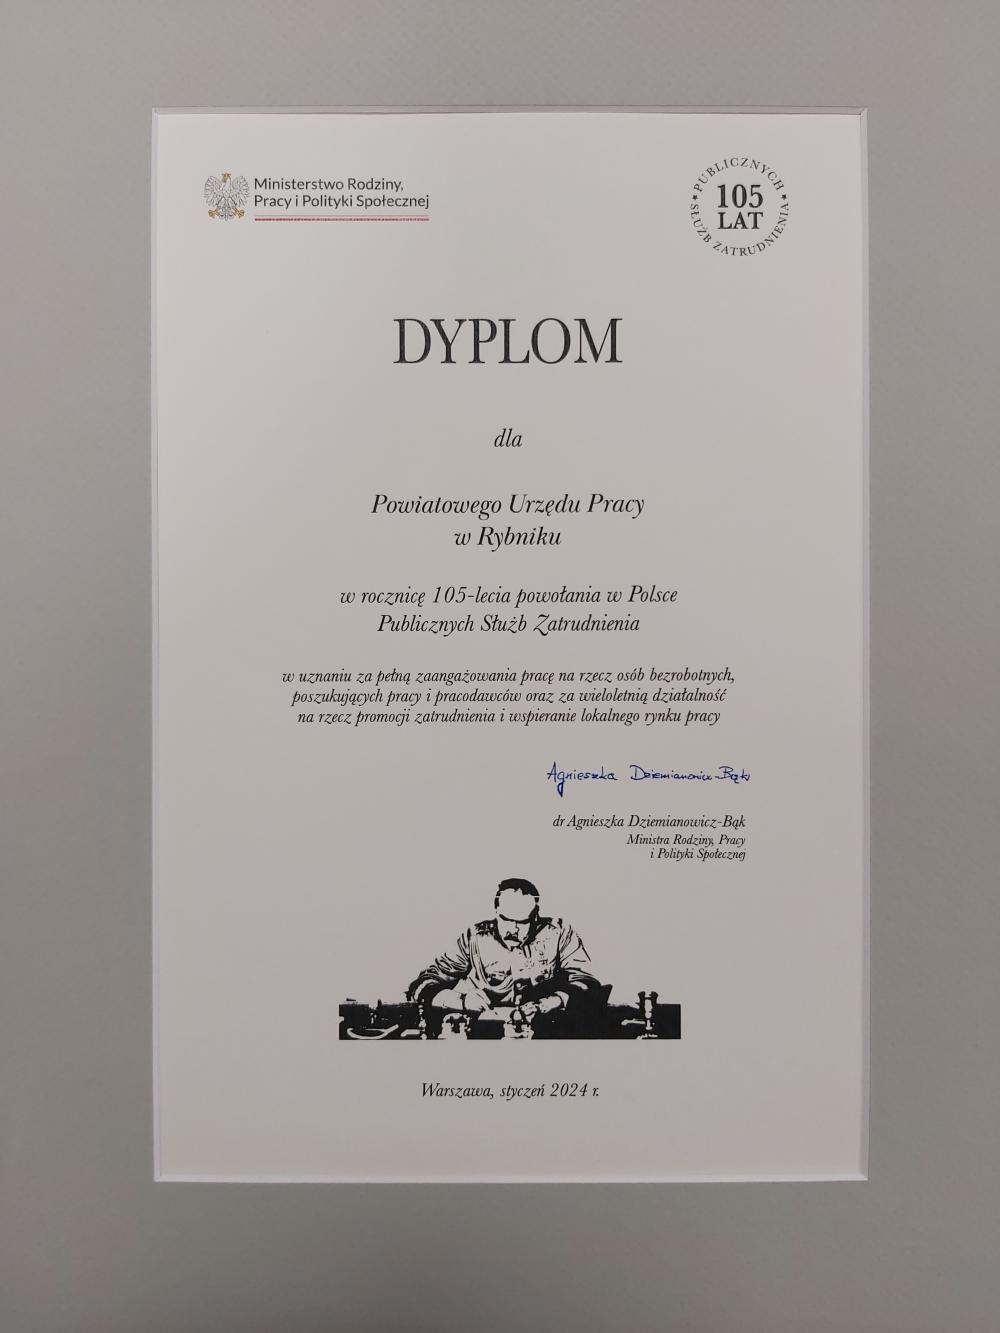 Ministerstwo Rodziny,
Pracy i Polityki Społecznej
PUBLICZNYCH
105
LAT
SŁUŻB ZATRUDNIENIA
DYPLOM
dla
Powiatowego Urzędu Pracy
w Rybniku
w rocznicę 105-lecia powołania w Polsce
Publicznych Służb Zatrudnienia
w uznaniu za pełną zaangażowania pracę na rzecz osób bezrobotnych,
poszukujących pracy i pracodawców oraz za wieloletnią działalność
na rzecz promocji zatrudnienia i wspieranie lokalnego rynku pracy
Agnieszka Dziemianowicz-Bąk
dr Agnieszka Dziemianowicz-Bąk
Ministra Rodziny, Pracy
i Polityki Społecznej
Warszawa, styczeń 2024 r.